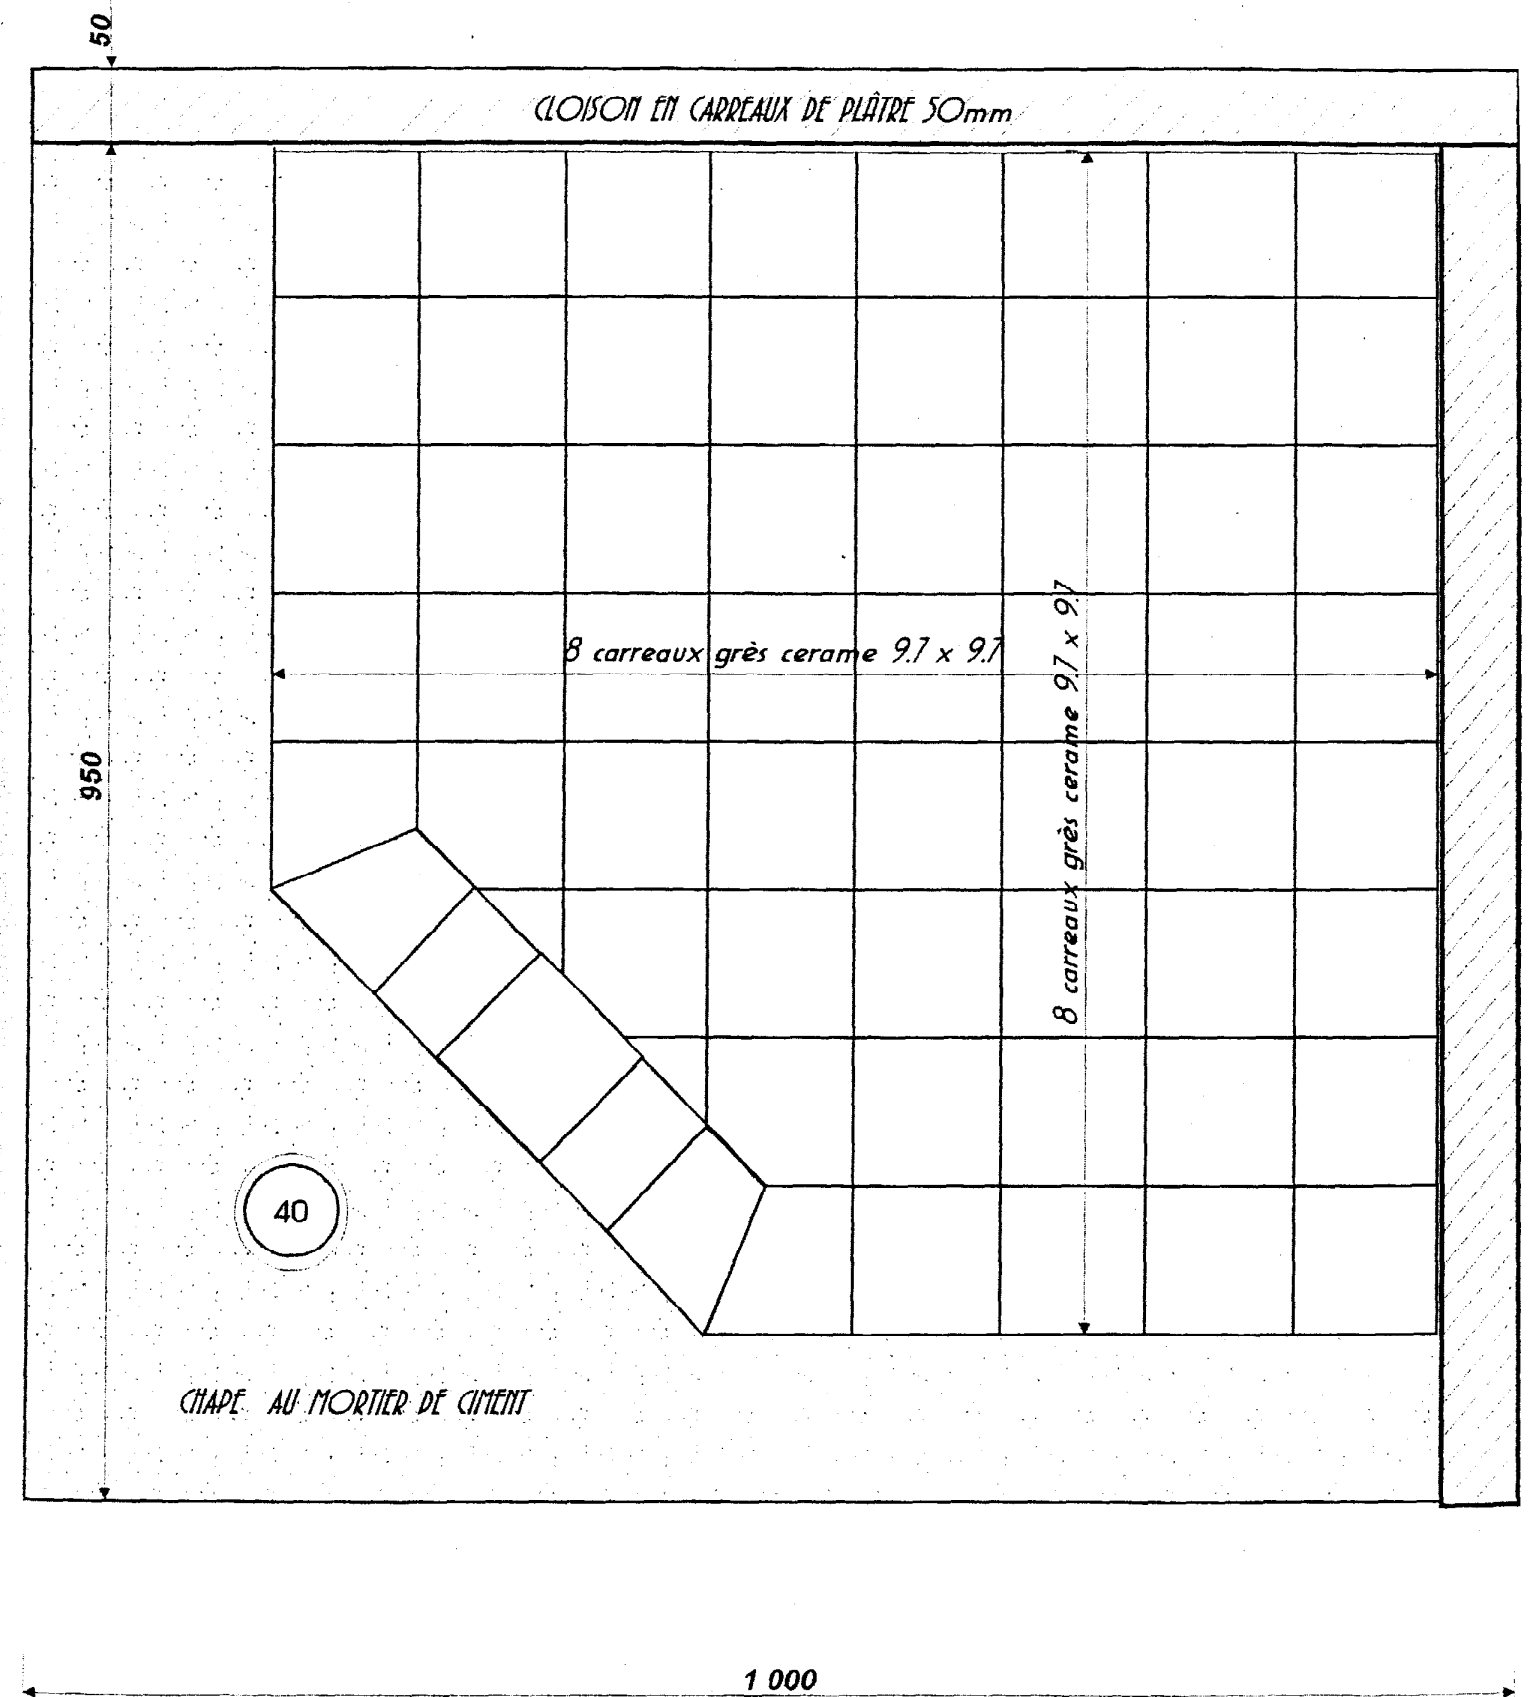 50
CLOISON EN CARREAUX DE PLÂTRE 50mm
8 carreaux grès cerame 9.7 x 9.7
8 carreaux grès cerame 9.7 x 9.7
950
40
CHAPE AU MORTIER DE CIMENT
1 000